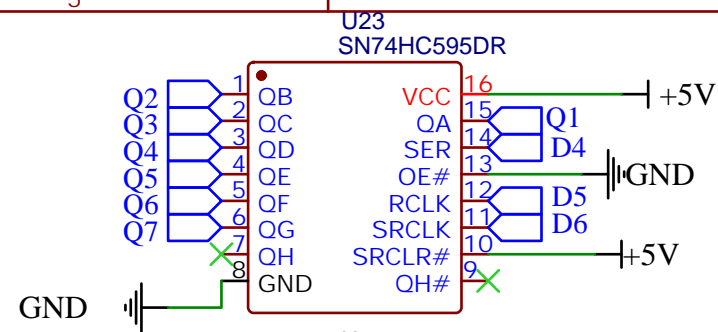 U23
SN74HC595DR
Q2 1 QB VCC 16 +5V
Q3 2 QC QA 15 Q1
Q4 3 QD SER 14 D4
Q5 4 QE OE# 13 GND
Q6 5 QF RCLK 12 D5
Q7 6 QG SRCLK 11 D6
7 QH SRCLR# 10 +5V
GND 8 GND QH# 9